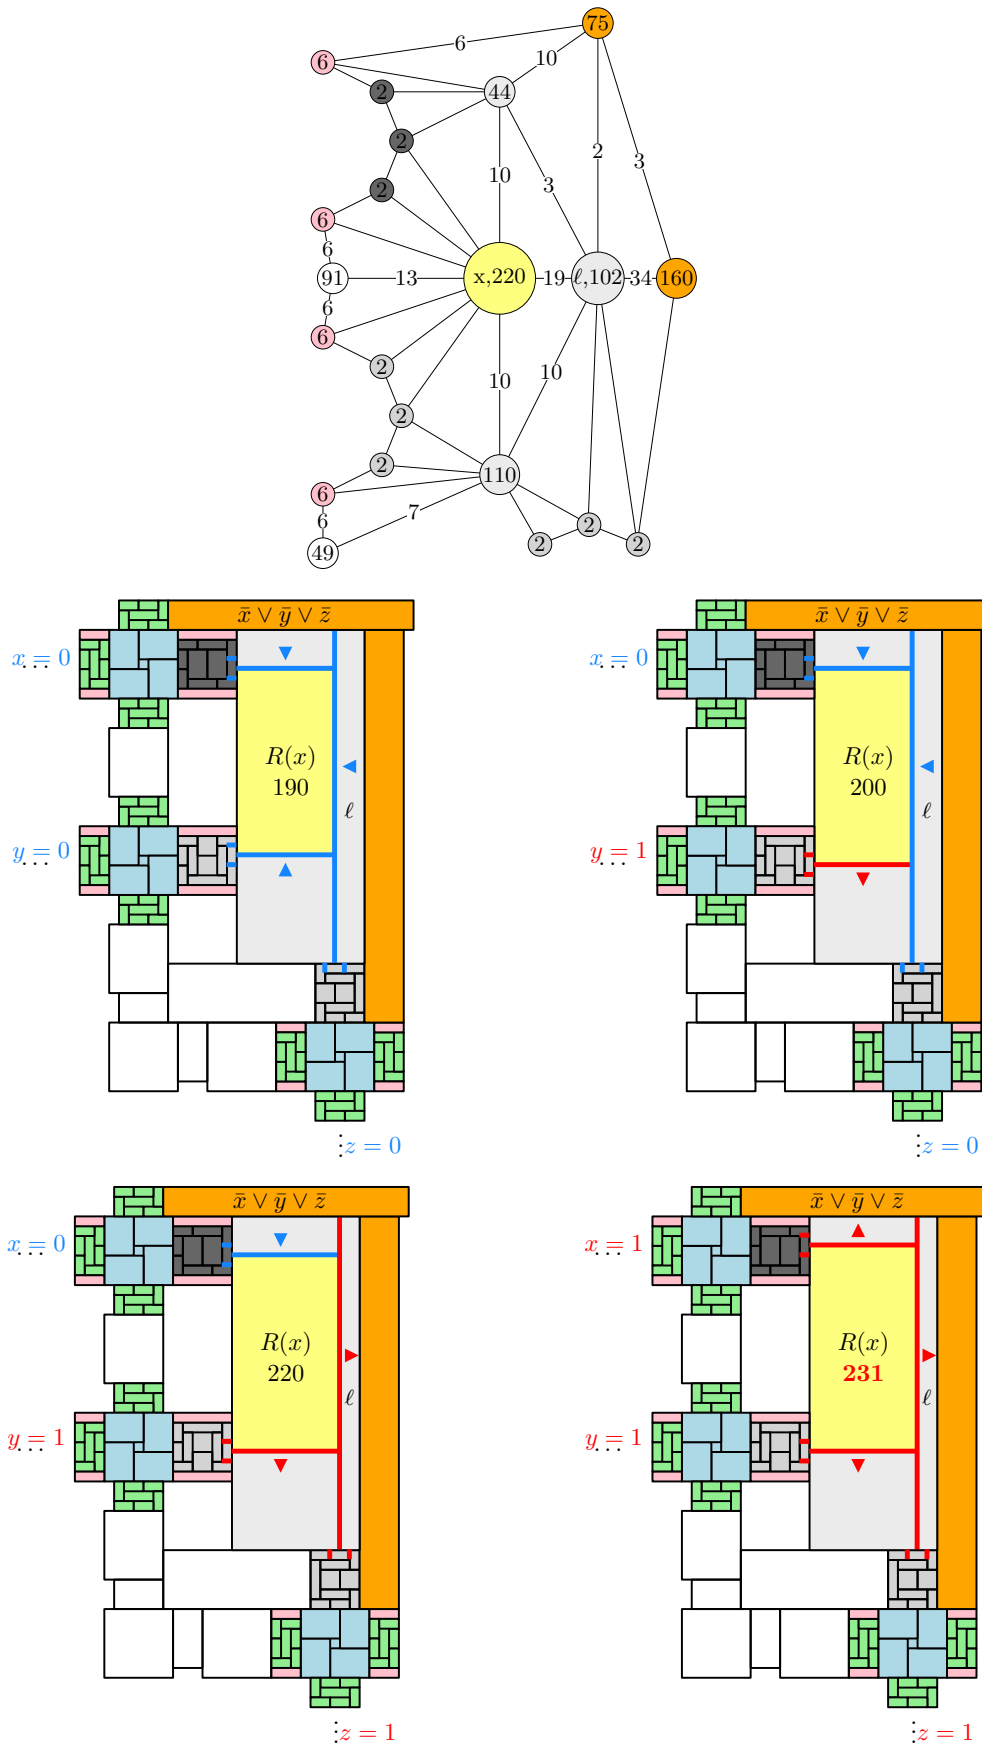 75
6
6
10
2
44
2
2
10
3
2
3
2
6
6
91
13
x,220
19
ℓ,102
34
160
6
6
2
10
10
2
2
110
6
7
6
2
2
2
49
x̄ ∨ ȳ ∨ z̄
x = 0
...
R(x)
190
ℓ
y = 0
...
⋮ z = 0
x̄ ∨ ȳ ∨ z̄
x = 0
...
R(x)
200
ℓ
y = 1
...
⋮ z = 0
x̄ ∨ ȳ ∨ z̄
x = 0
...
R(x)
220
ℓ
y = 1
...
⋮ z = 1
x̄ ∨ ȳ ∨ z̄
x = 1
...
R(x)
231
ℓ
y = 1
...
⋮ z = 1